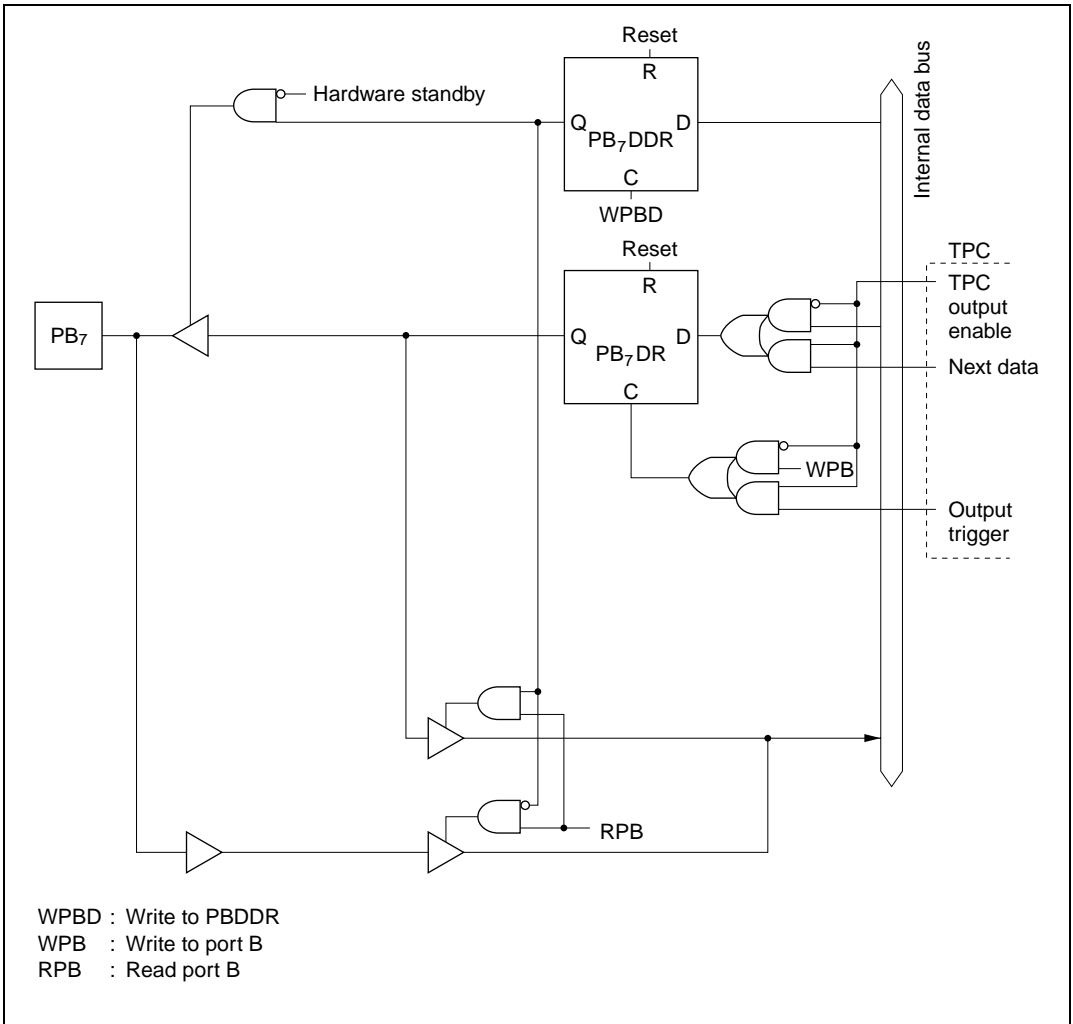 Reset
R
Hardware standby
Q
D
PB7DDR
C
WPBD
Internal data bus
Reset
R
TPC
TPC
output
enable
PB7
Q
D
PB7DR
C
Next data
WPB
Output
trigger
RPB
WPBD : Write to PBDDR
WPB : Write to port B
RPB : Read port B